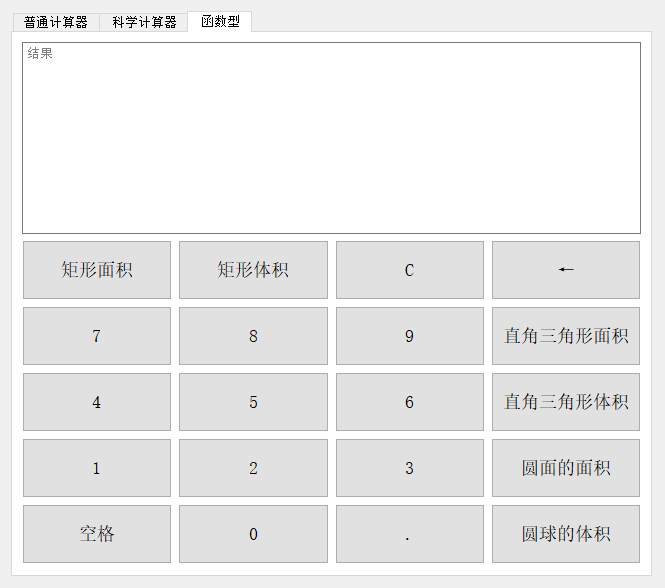 普通计算器 科学计算器 函数型
结果
矩形面积 矩形体积 C ←
7 8 9 直角三角形面积
4 5 6 直角三角形体积
1 2 3 圆面的面积
空格 0 . 圆球的体积